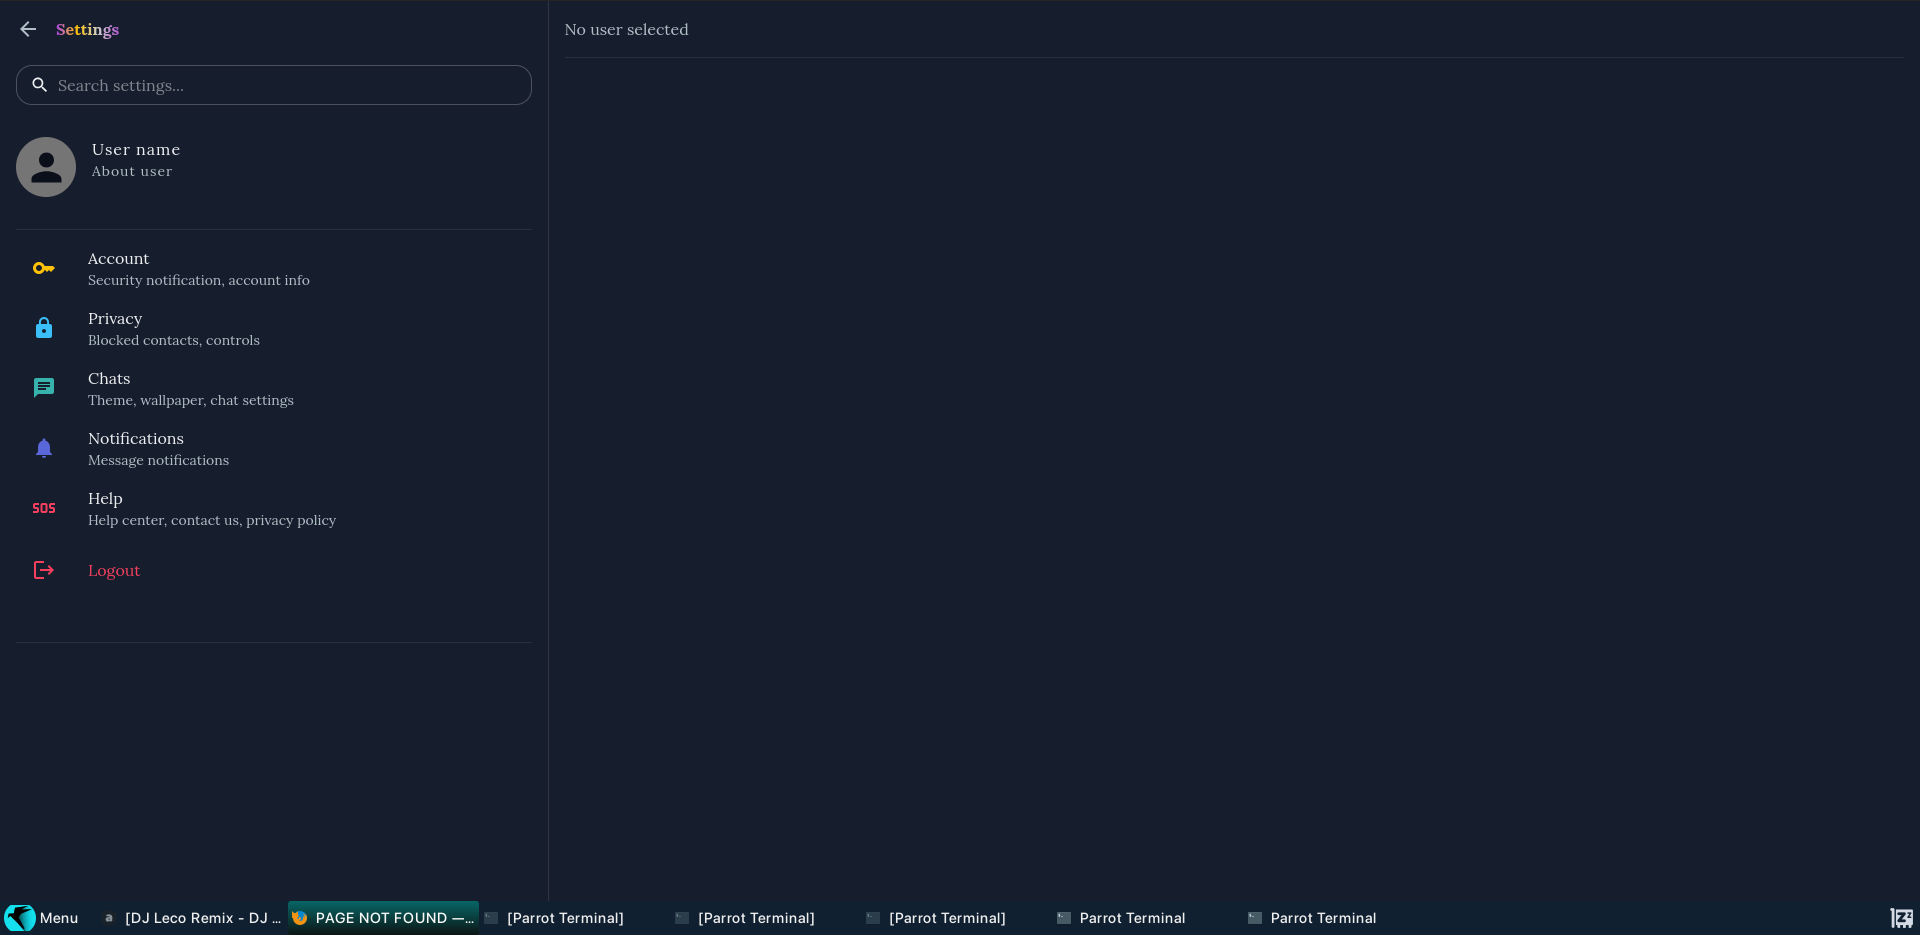 Settings
No user selected
Search settings...
User name
About user
Account
Security notification, account info
Privacy
Blocked contacts, controls
Chats
Theme, wallpaper, chat settings
Notifications
Message notifications
SOS
Help
Help center, contact us, privacy policy
Logout
Menu
a [DJ Leco Remix - DJ ...
PAGE NOT FOUND —...
[Parrot Terminal]
[Parrot Terminal]
[Parrot Terminal]
Parrot Terminal
Parrot Terminal